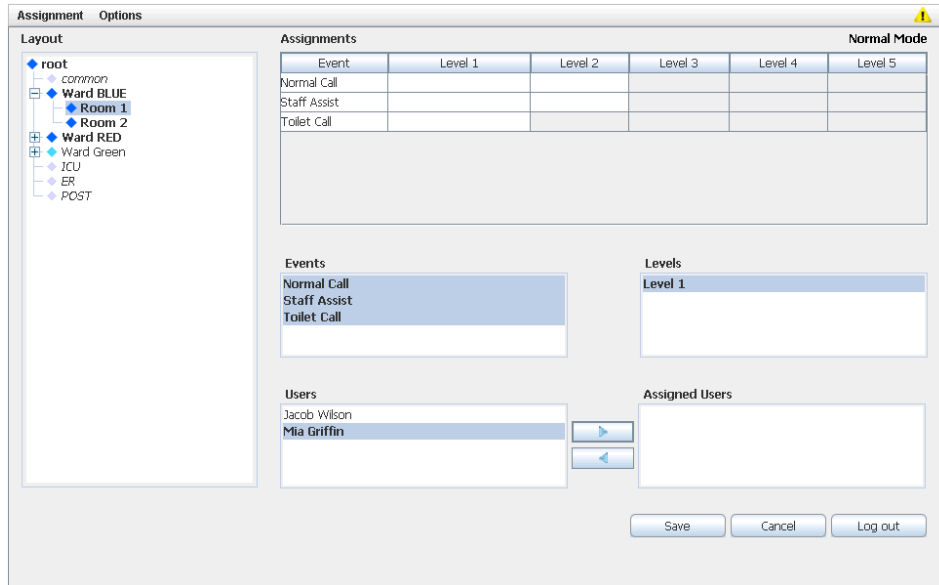 Assignment Options
Layout
root
common
Ward BLUE
Room 1
Room 2
Ward RED
Ward Green
ICU
ER
POST
Assignments Normal Mode
Event Level 1 Level 2 Level 3 Level 4 Level 5
Normal Call
Staff Assist
Toilet Call
Events
Normal Call
Staff Assist
Toilet Call
Levels
Level 1
Users
Jacob Wilson
Mia Griffin
Assigned Users
Save Cancel Log out